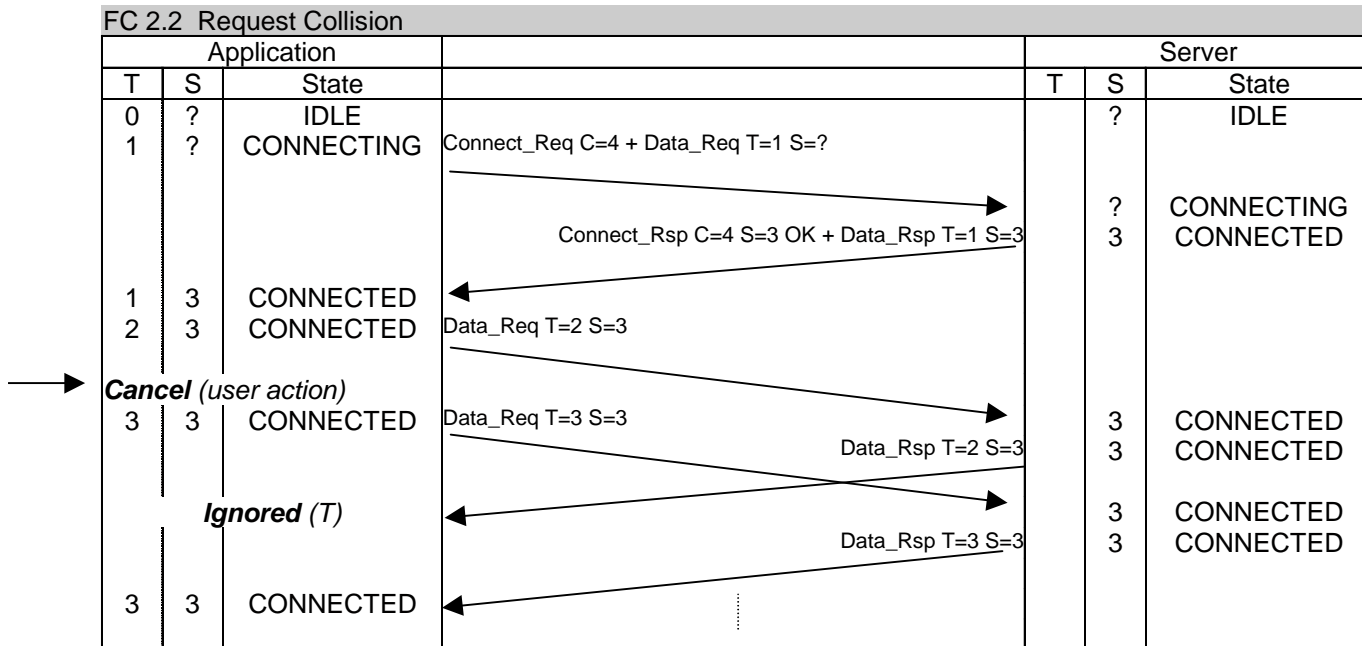 FC 2.2 Request Collision
Application Server
T S State T S State
0 ? IDLE ? IDLE
1 ? CONNECTING Connect_Req C=4 + Data_Req T=1 S=?
? CONNECTING
Connect_Rsp C=4 S=3 OK + Data_Rsp T=1 S=3 3 CONNECTED
1 3 CONNECTED
2 3 CONNECTED Data_Req T=2 S=3
Cancel (user action)
3 3 CONNECTED Data_Req T=3 S=3 3 CONNECTED
Data_Rsp T=2 S=3 3 CONNECTED
Ignored (T) 3 CONNECTED
Data_Rsp T=3 S=3 3 CONNECTED
3 3 CONNECTED